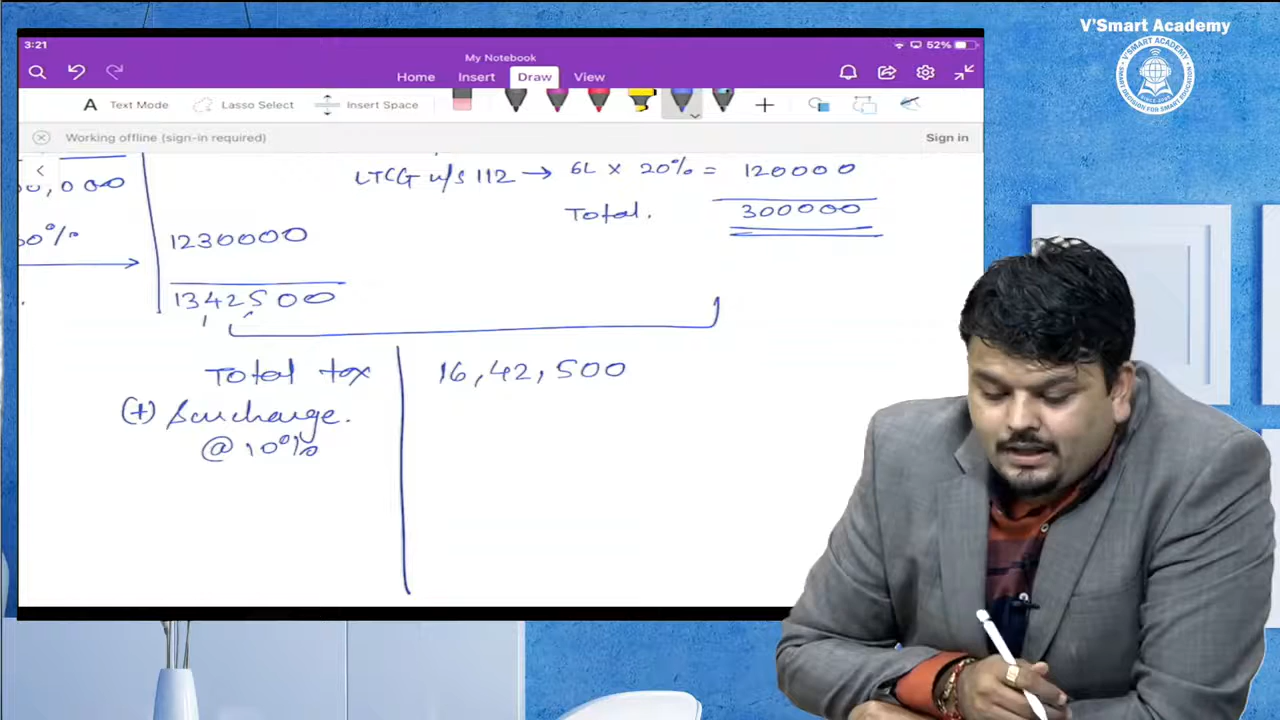 V'Smart Academy
3:21
52%
My Notebook
Home Insert Draw View
A Text Mode Lasso Select Insert Space
Working offline (sign-in required) Sign in
LTCG u/s 112 → 6L × 20% = 120000
Total. 300000
1230000
1342500
Total tax 16,42,500
(+) Surcharge.
@ 10%